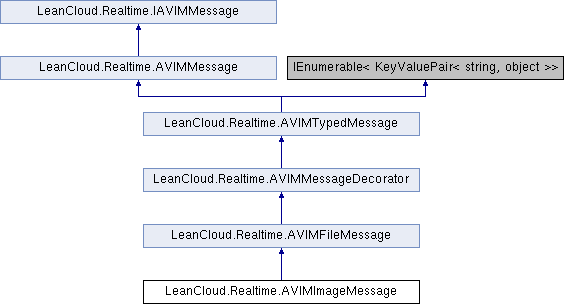 LeanCloud.Realtime.IAVIMMessage
LeanCloud.Realtime.AVIMMessage
IEnumerable< KeyValuePair< string, object >>
LeanCloud.Realtime.AVIMTypedMessage
LeanCloud.Realtime.AVIMMessageDecorator
LeanCloud.Realtime.AVIMFileMessage
LeanCloud.Realtime.AVIMImageMessage